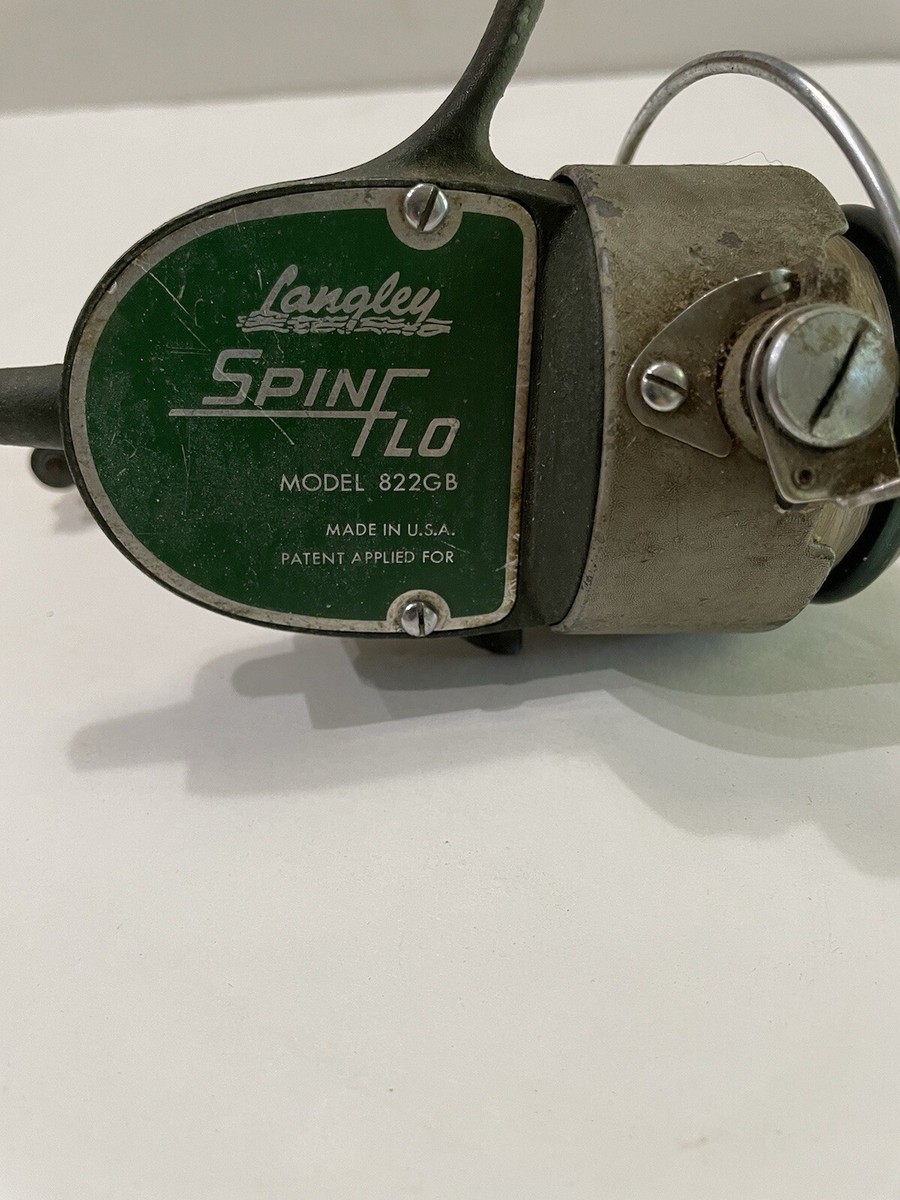 Langley
SPIN FLO
MODEL 822GB
MADE IN U.S.A.
PATENT APPLIED FOR